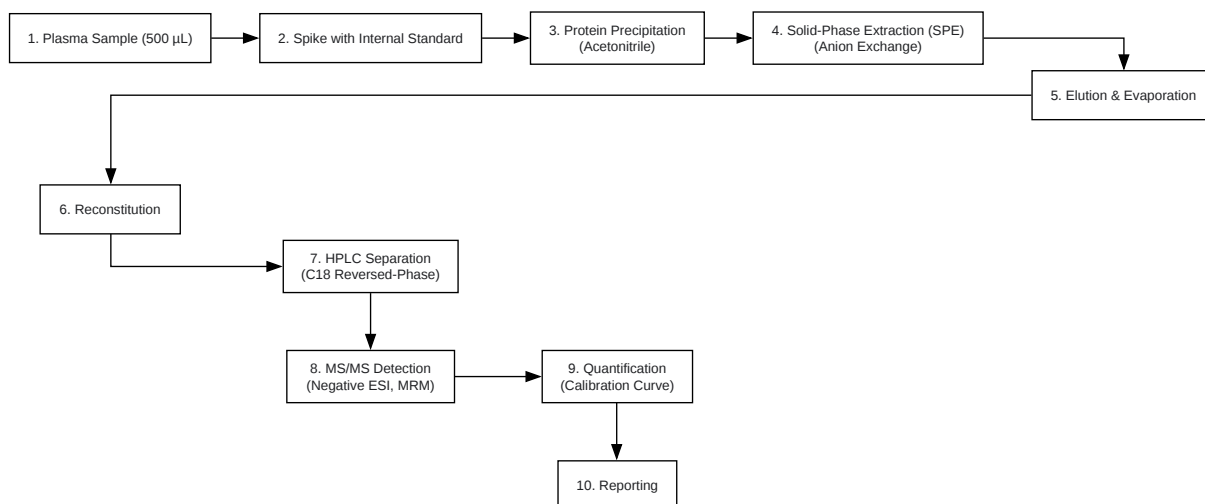 1. Plasma Sample (500 µL)
2. Spike with Internal Standard
3. Protein Precipitation
(Acetonitrile)
4. Solid-Phase Extraction (SPE)
(Anion Exchange)
5. Elution & Evaporation
6. Reconstitution
7. HPLC Separation
(C18 Reversed-Phase)
8. MS/MS Detection
(Negative ESI, MRM)
9. Quantification
(Calibration Curve)
10. Reporting